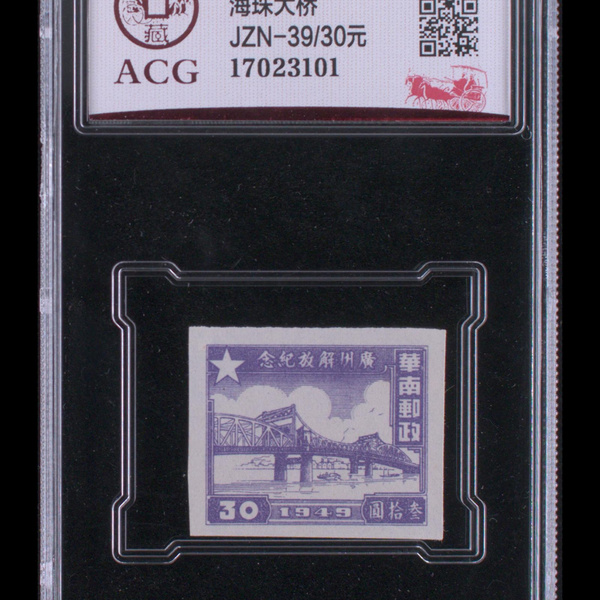 海珠大桥
JZN-39/30元
17023101
藏
ACG
廣州解放紀念
華南郵政
30
1949
叁拾圓